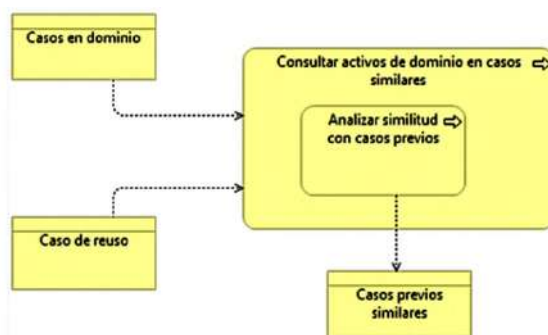 Casos en dominio
Consultar activos de dominio en casos
similares
Analizar similitud
con casos previos
Caso de reuso
Casos previos
similares